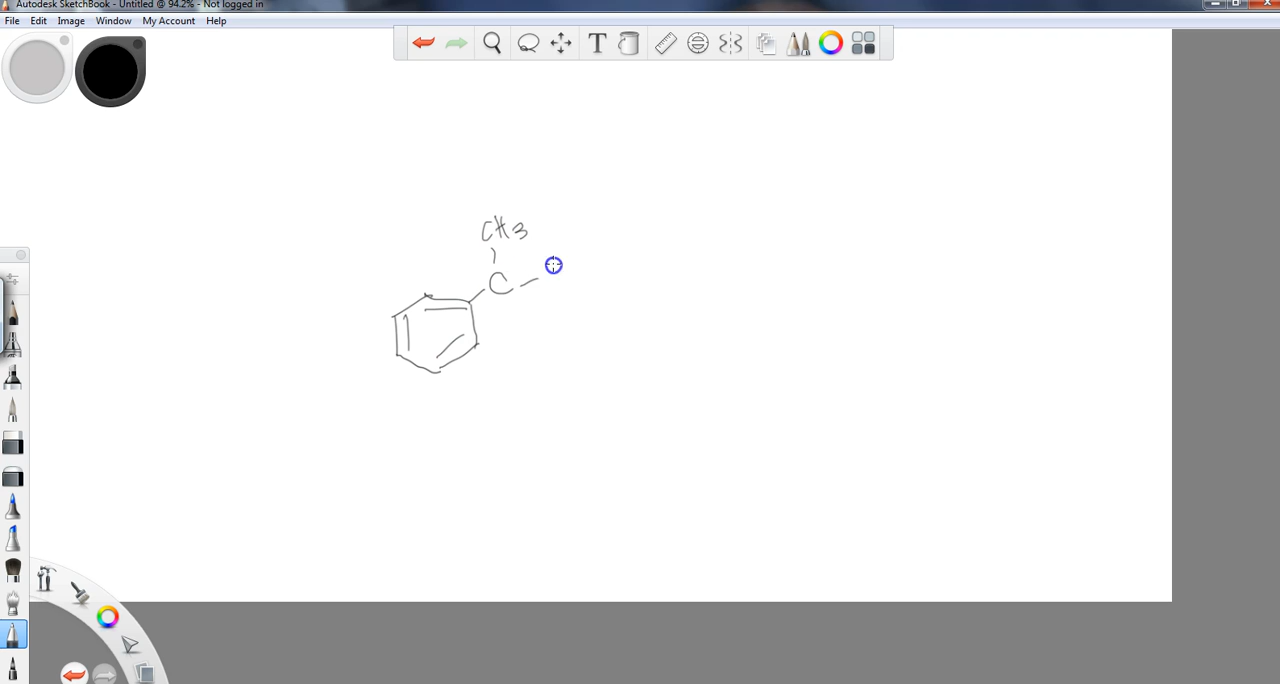 Autodesk SketchBook - Untitled @ 94.2% - Not logged in
File Edit Image Window My Account Help
T
CH3
C